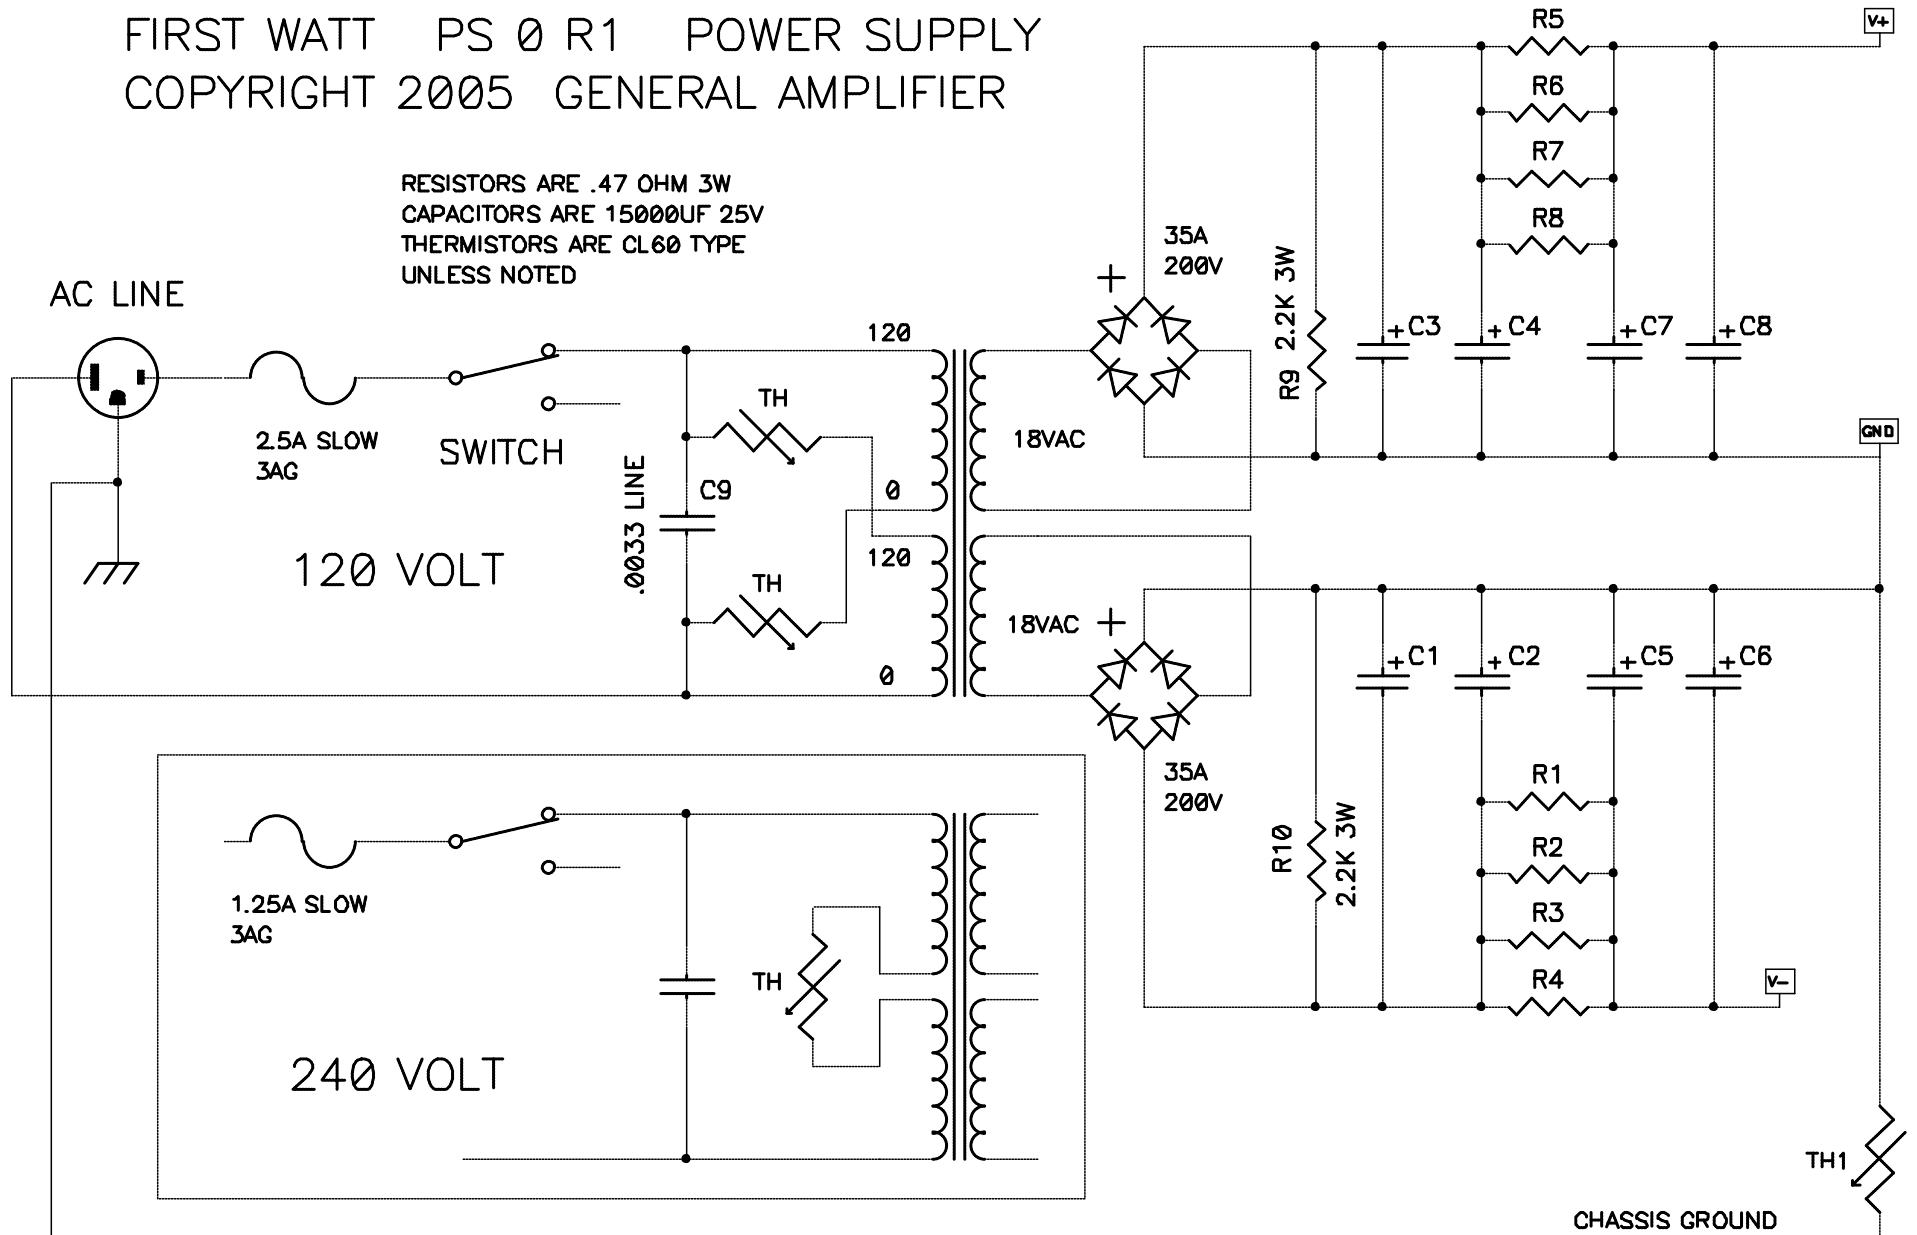 FIRST WATT PS 0 R1 POWER SUPPLY
COPYRIGHT 2005 GENERAL AMPLIFIER
RESISTORS ARE .47 OHM 3W
CAPACITORS ARE 15000UF 25V
THERMISTORS ARE CL60 TYPE
UNLESS NOTED
AC LINE
2.5A SLOW
3AG
SWITCH
120 VOLT
.0033 LINE
C9
TH
TH
120
0
120
0
18VAC
18VAC
+
35A
200V
+
35A
200V
R5
R6
R7
R8
V+
R9 2.2K 3W
+C3
+C4
+C7
+C8
GND
+C1
+C2
+C5
+C6
R10
2.2K 3W
R1
R2
R3
R4
V-
1.25A SLOW
3AG
TH
240 VOLT
TH1
CHASSIS GROUND